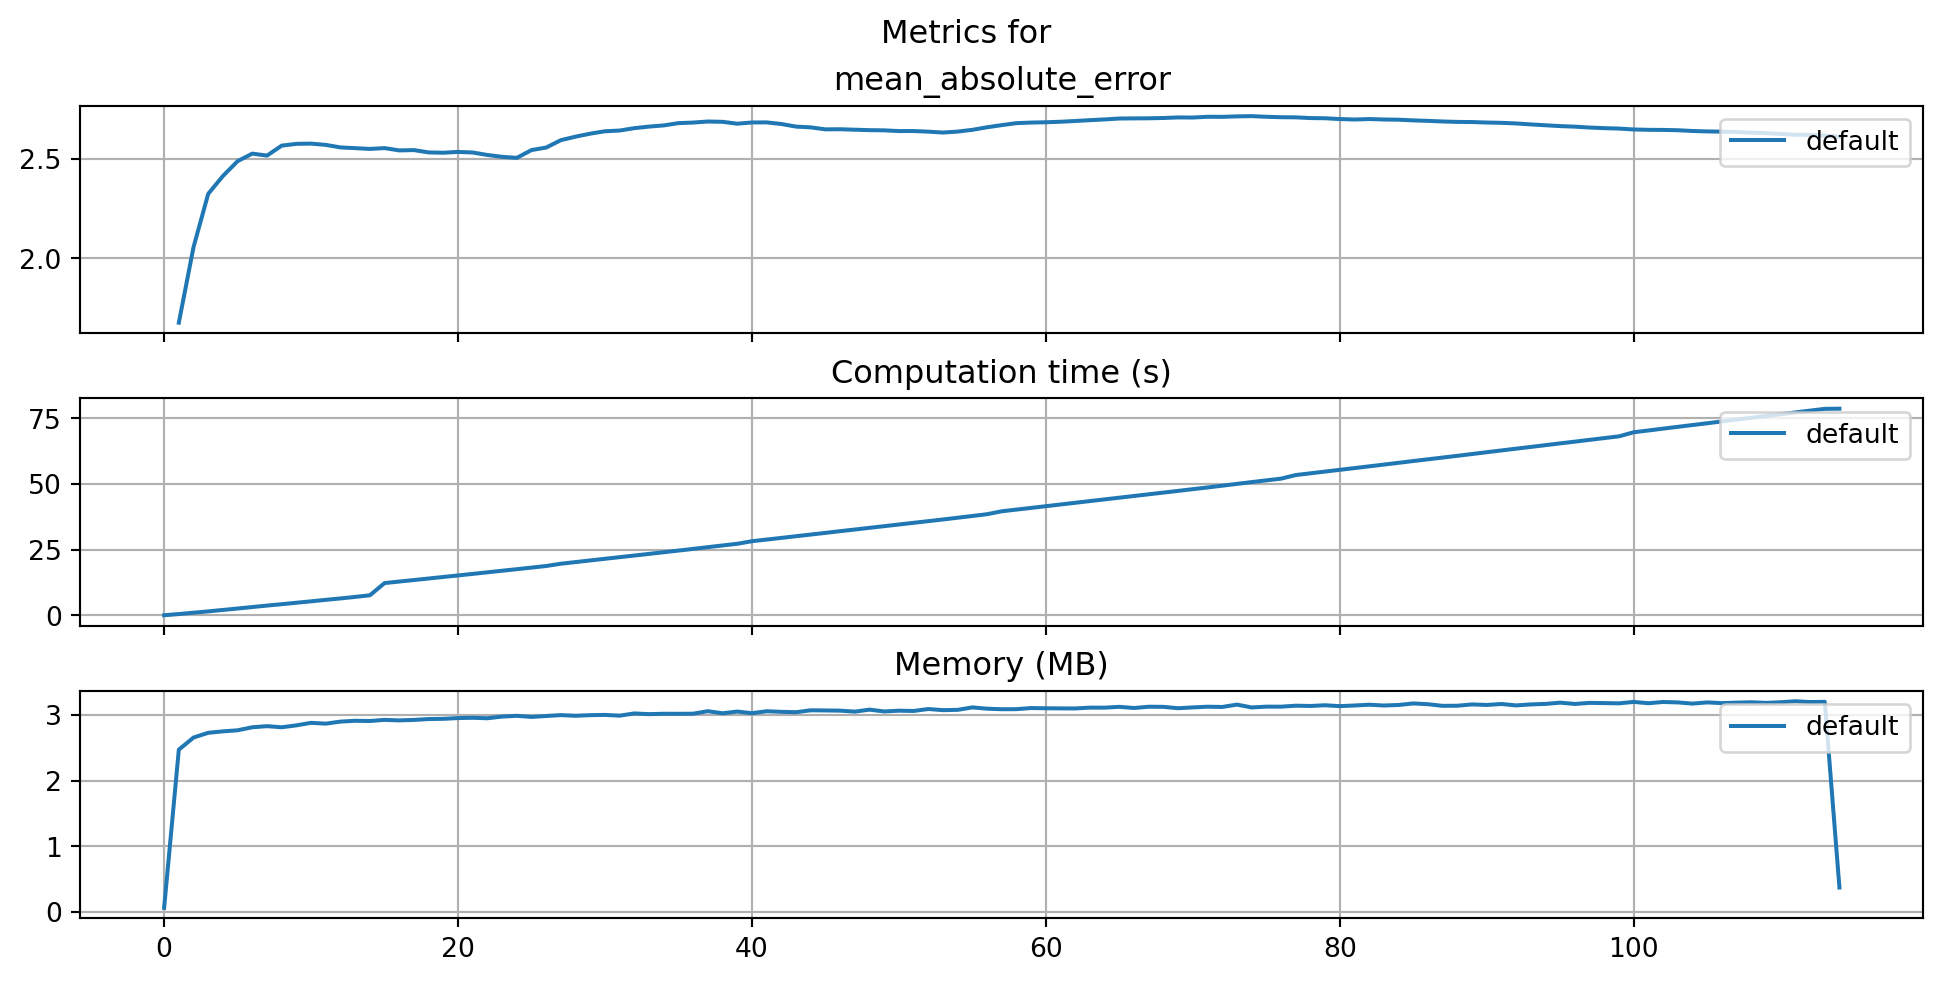 Metrics for
mean_absolute_error
2.5
2.0
default
Computation time (s)
75
50
25
0
default
Memory (MB)
3
2
1
0
default
0 20 40 60 80 100